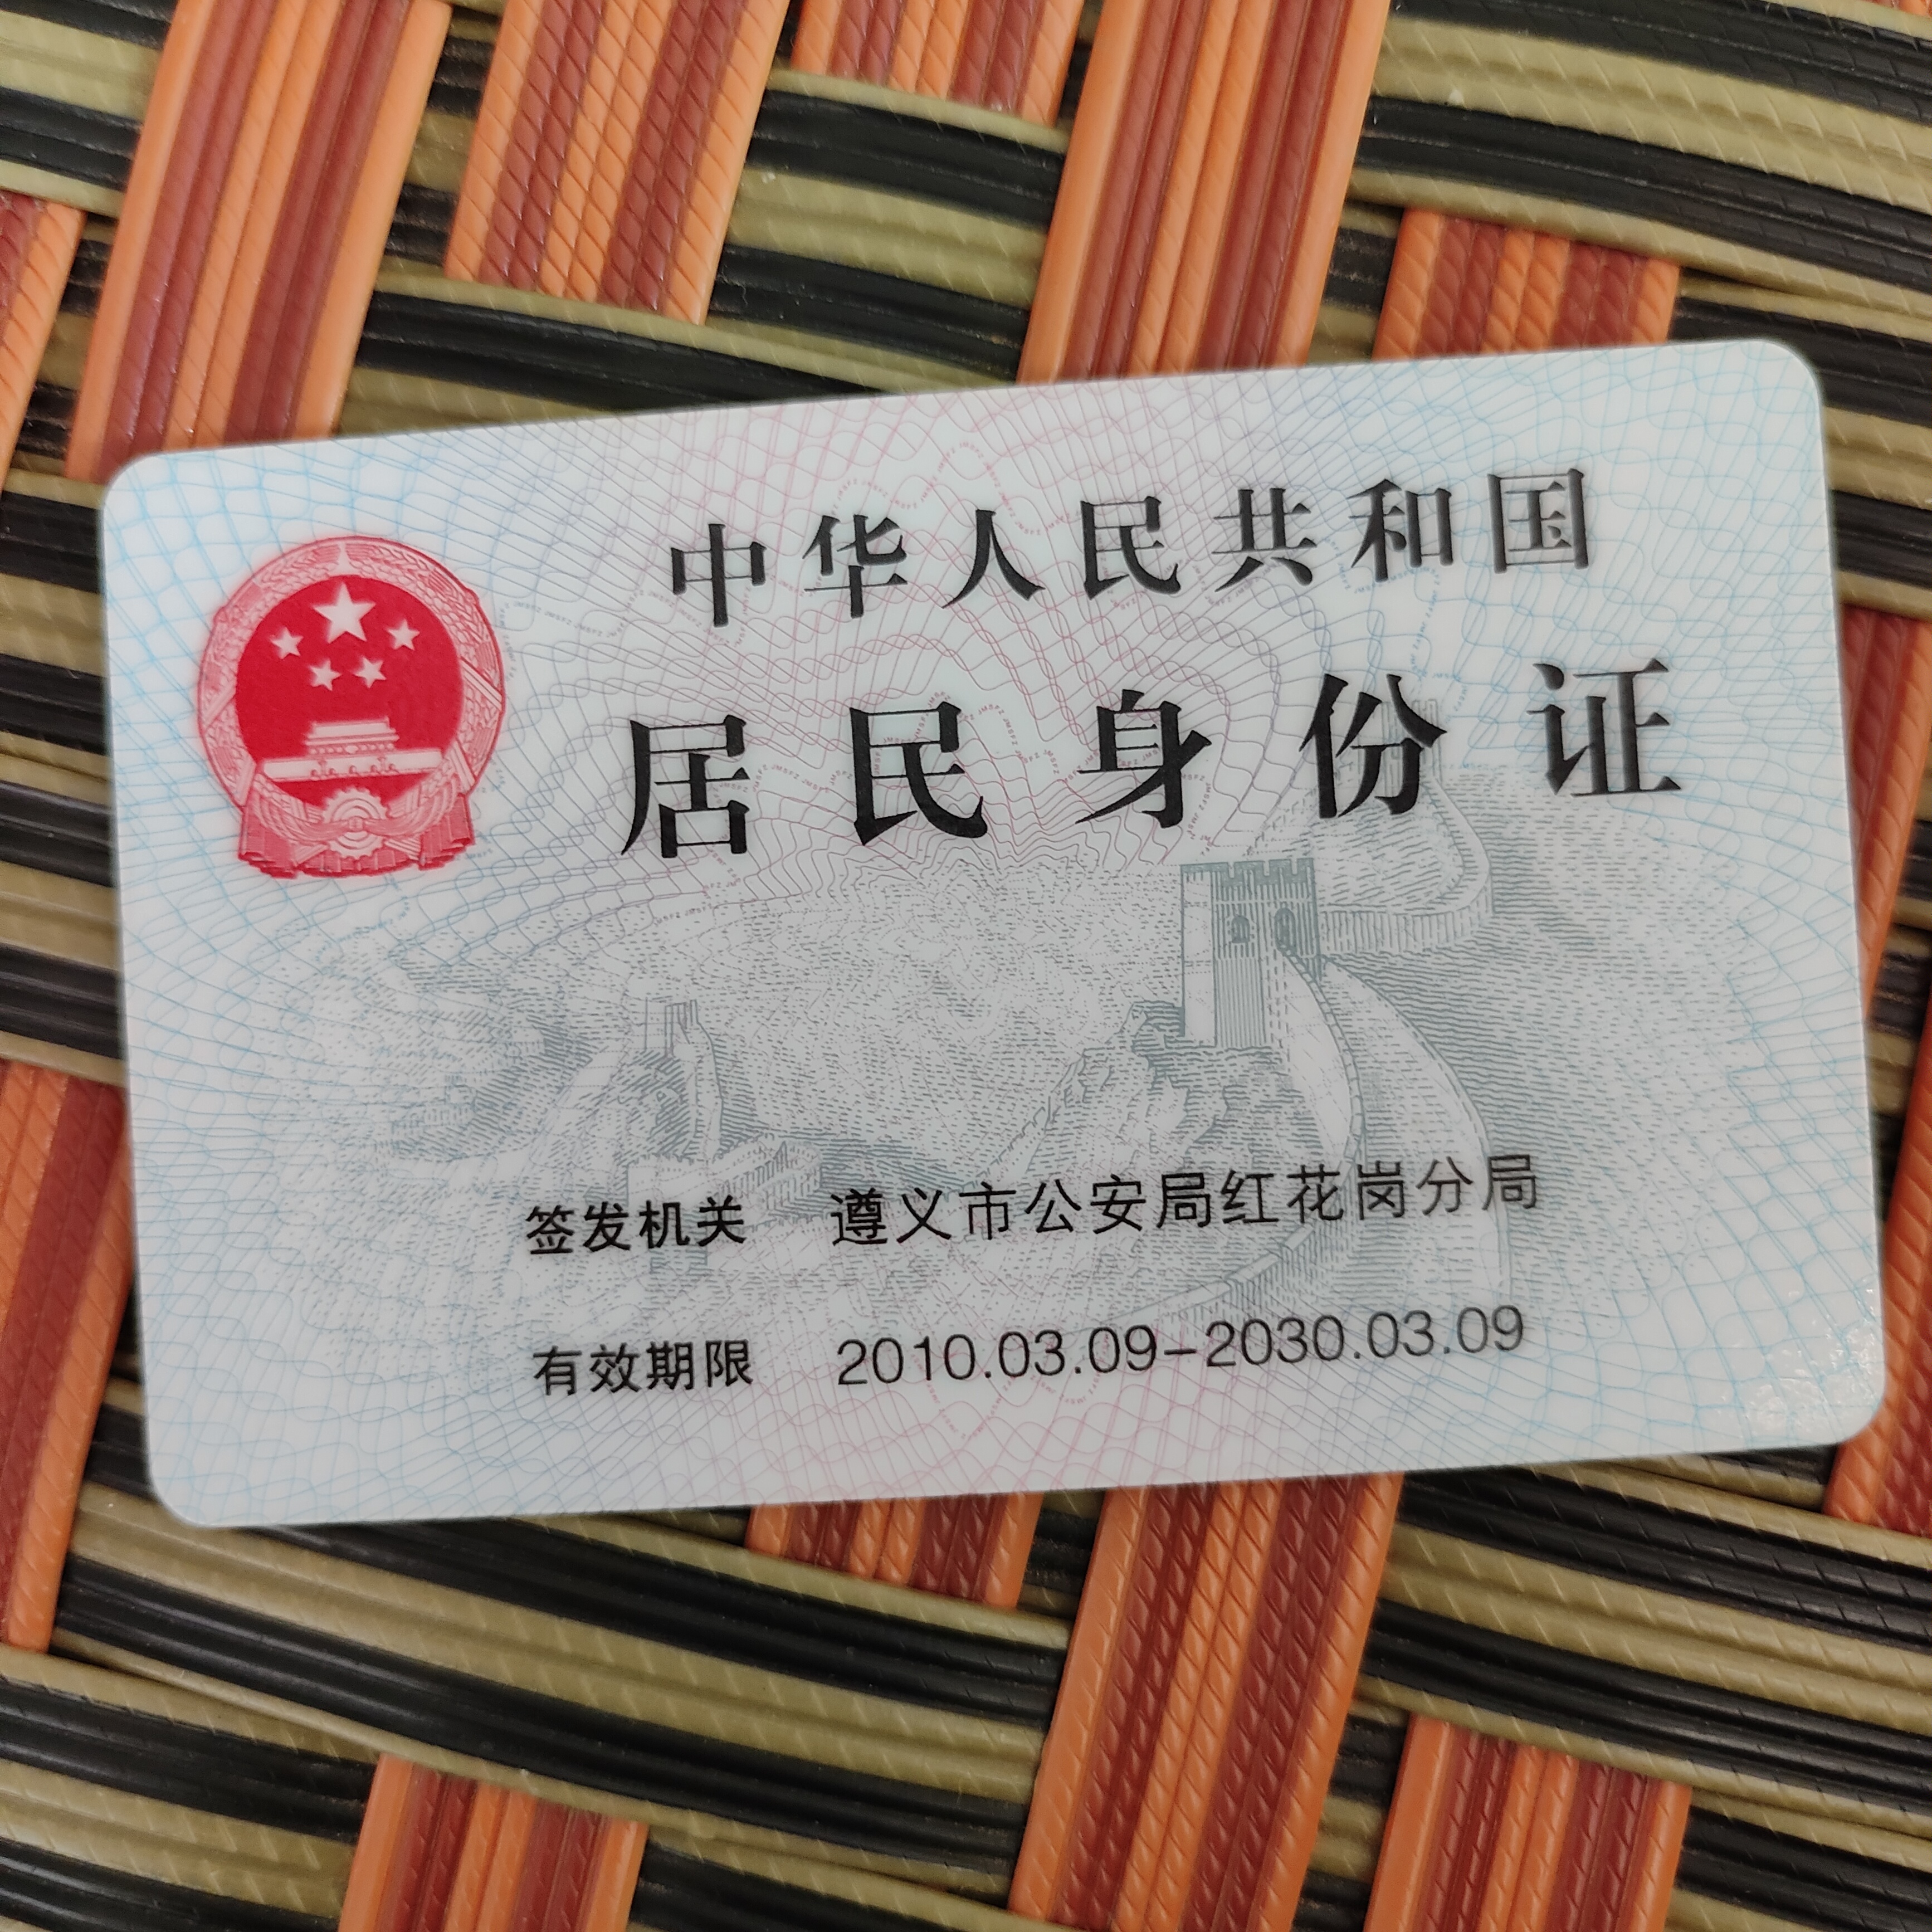 中华人民共和国
居民身份证
签发机关 遵义市公安局红花岗分局
有效期限 2010.03.09-2030.03.09